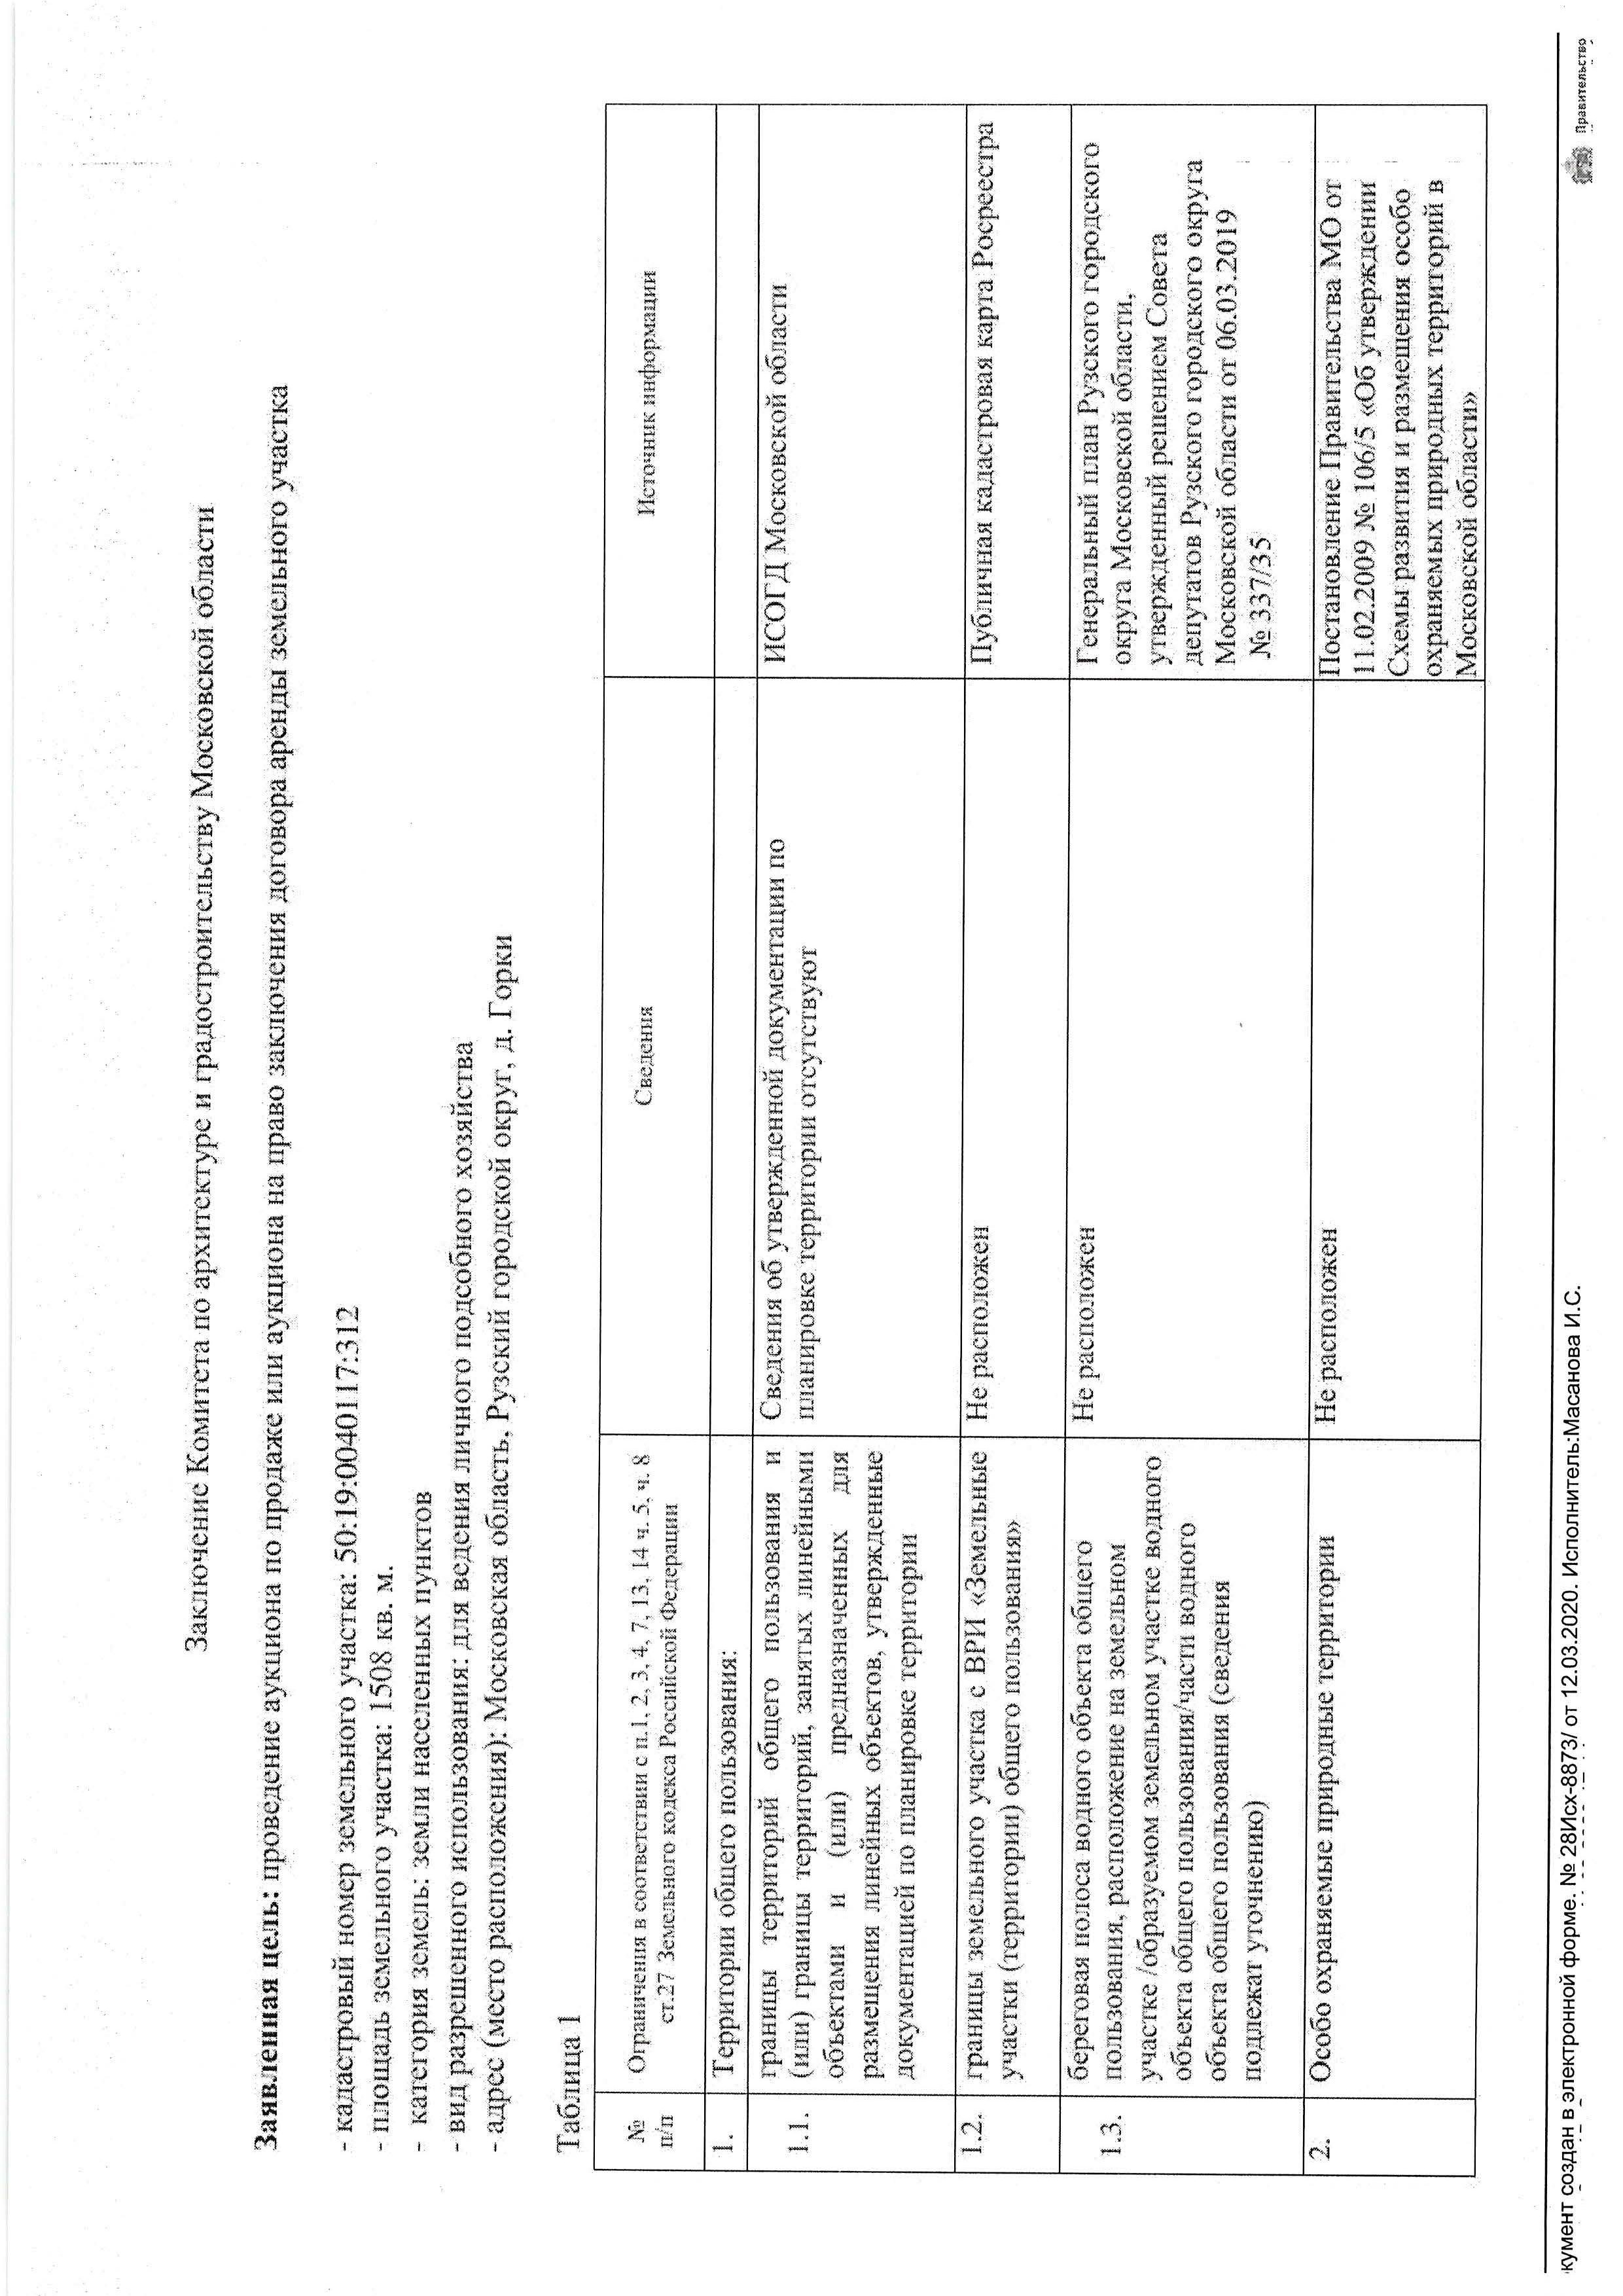 Заключение Комитета по архитектуре и градостроительству Московской области
Заявленная цель: проведение аукциона по продаже или аукциона на право заключения договора аренды земельного участка
- кадастровый номер земельного участка: 50:19:0040117:312
- площадь земельного участка: 1508 кв. м.
- категория земель: земли населенных пунктов
- вид разрешенного использования: для ведения личного подсобного хозяйства
- адрес (место расположения): Московская область, Рузский городской округ, д. Горки
Таблица 1
№
п/п
Ограничения в соответствии с п.1, 2, 3, 4, 7, 13, 14 ч. 5, ч. 8
ст.27 Земельного кодекса Российской Федерации
Сведения
Источник информации
1.
Территории общего пользования:
1.1.
границы территорий общего пользования и
(или) границы территорий, занятых линейными
объектами и (или) предназначенных для
размещения линейных объектов, утвержденные
документацией по планировке территории
Сведения об утвержденной документации по
планировке территории отсутствуют
ИСОГД Московской области
1.2.
границы земельного участка с ВРИ «Земельные
участки (территории) общего пользования»
Не расположен
Публичная кадастровая карта Росреестра
1.3.
береговая полоса водного объекта общего
пользования, расположение на земельном
участке /образуемом земельном участке водного
объекта общего пользования/части водного
объекта общего пользования (сведения
подлежат уточнению)
Не расположен
Генеральный план Рузского городского
округа Московской области,
утвержденный решением Совета
депутатов Рузского городского округа
Московской области от 06.03.2019
№ 337/35
2.
Особо охраняемые природные территории
Не расположен
Постановление Правительства МО от
11.02.2009 № 106/5 «Об утверждении
Схемы развития и размещения особо
охраняемых природных территорий в
Московской области»
кумент создан в электронной форме. № 28Исх-8873/ от 12.03.2020. Исполнитель:Масанова И.С.
Правительство